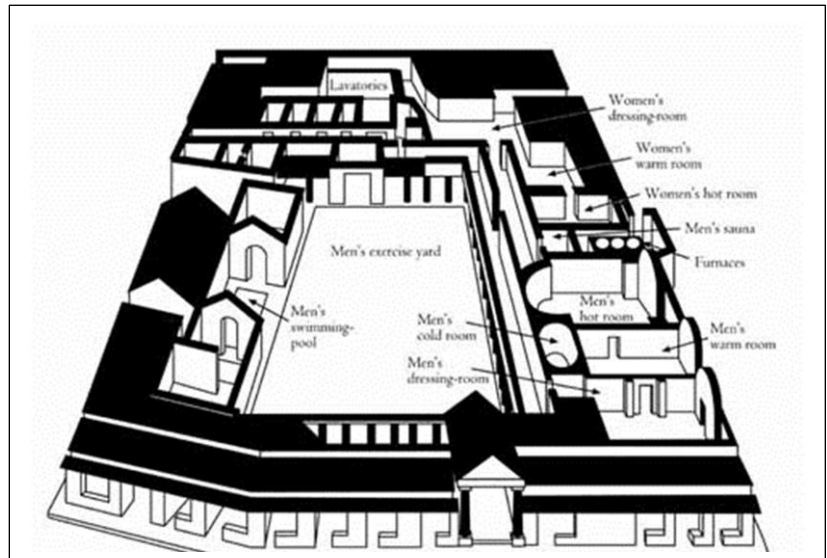 Lavatories
Women's
dressing-room
Women's
warm room
Women's hot room
Men's sauna
Furnaces
Men's exercise yard
Men's
swimming-
pool
Men's
hot room
Men's
cold room
Men's
warm room
Men's
dressing-room